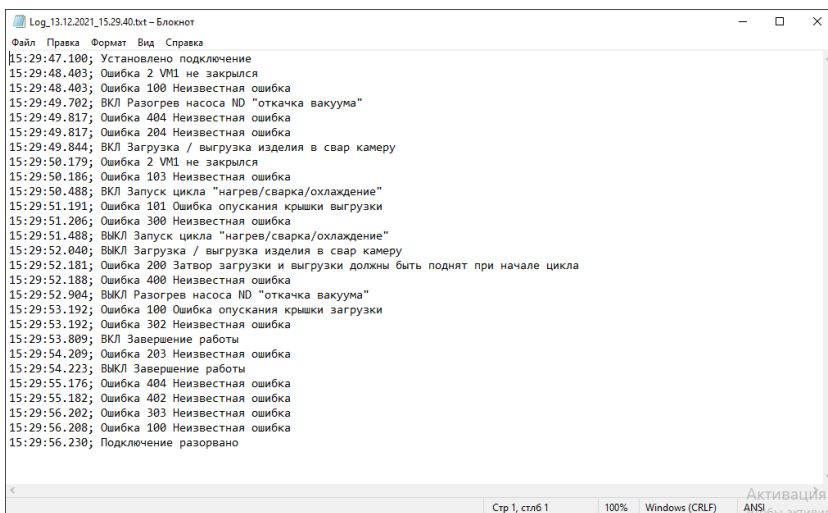 Log_13.12.2021_15.29.40.txt – Блокнот
Файл Правка Формат Вид Справка
15:29:47.100; Установлено подключение
15:29:48.403; Ошибка 2 VM1 не закрылся
15:29:48.403; Ошибка 100 Неизвестная ошибка
15:29:49.702; ВКЛ Разогрев насоса ND "откачка вакуума"
15:29:49.817; Ошибка 404 Неизвестная ошибка
15:29:49.817; Ошибка 204 Неизвестная ошибка
15:29:49.844; ВКЛ Загрузка / выгрузка изделия в свар камеру
15:29:50.179; Ошибка 2 VM1 не закрылся
15:29:50.186; Ошибка 103 Неизвестная ошибка
15:29:50.488; ВКЛ Запуск цикла "нагрев/сварка/охлаждение"
15:29:51.191; Ошибка 101 Ошибка опускания крышки выгрузки
15:29:51.206; Ошибка 300 Неизвестная ошибка
15:29:51.488; ВЫКЛ Запуск цикла "нагрев/сварка/охлаждение"
15:29:52.040; ВЫКЛ Загрузка / выгрузка изделия в свар камеру
15:29:52.181; Ошибка 200 Затвор загрузки и выгрузки должны быть поднят при начале цикла
15:29:52.188; Ошибка 400 Неизвестная ошибка
15:29:52.904; ВЫКЛ Разогрев насоса ND "откачка вакуума"
15:29:53.192; Ошибка 100 Ошибка опускания крышки загрузки
15:29:53.192; Ошибка 302 Неизвестная ошибка
15:29:53.809; ВКЛ Завершение работы
15:29:54.209; Ошибка 203 Неизвестная ошибка
15:29:54.223; ВЫКЛ Завершение работы
15:29:55.176; Ошибка 404 Неизвестная ошибка
15:29:55.182; Ошибка 402 Неизвестная ошибка
15:29:56.202; Ошибка 303 Неизвестная ошибка
15:29:56.208; Ошибка 100 Неизвестная ошибка
15:29:56.230; Подключение разорвано
Активация
Стр 1, стлб 1 100% Windows (CRLF) ANSI